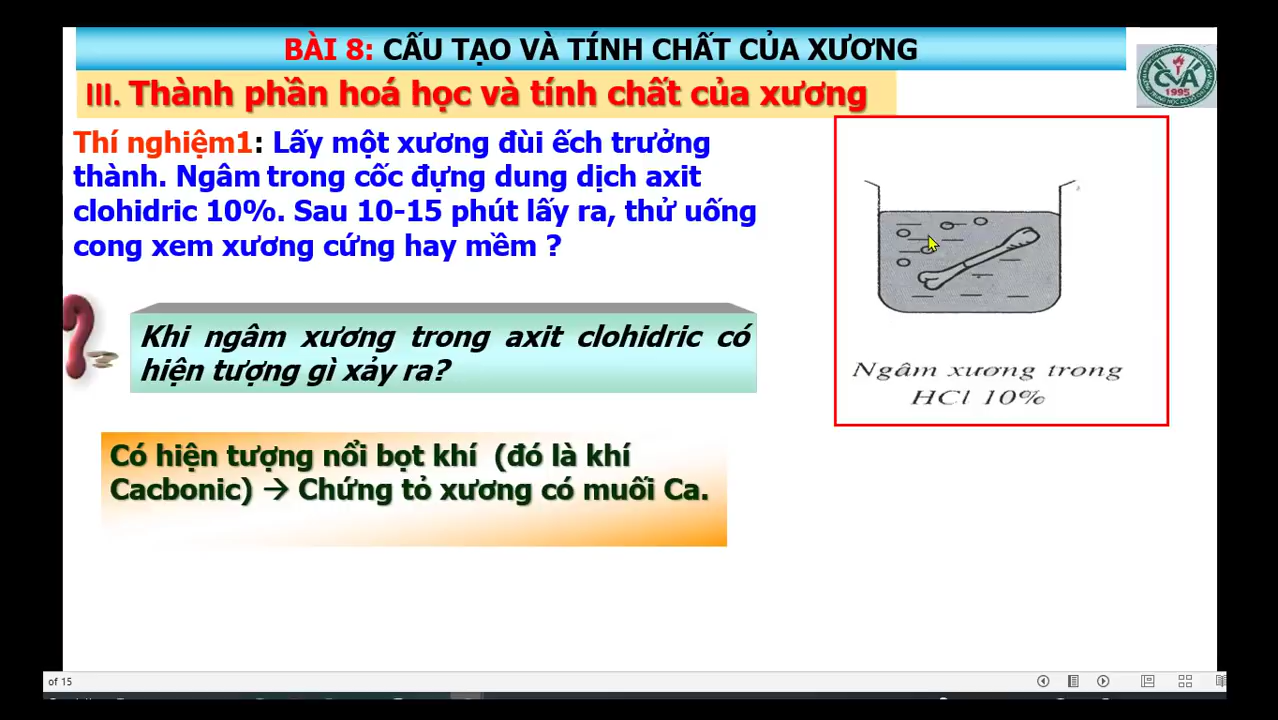 BÀI 8: CẤU TẠO VÀ TÍNH CHẤT CỦA XƯƠNG
III. Thành phần hoá học và tính chất của xương
CVA
1995
Thí nghiệm1: Lấy một xương đùi ếch trưởng
thành. Ngâm trong cốc đựng dung dịch axit
clohidric 10%. Sau 10-15 phút lấy ra, thử uống
cong xem xương cứng hay mềm ?
Khi ngâm xương trong axit clohidric có
hiện tượng gì xảy ra?
Ngâm xương trong
HCl 10%
Có hiện tượng nổi bọt khí (đó là khí
Cacbonic) → Chứng tỏ xương có muối Ca.
of 15